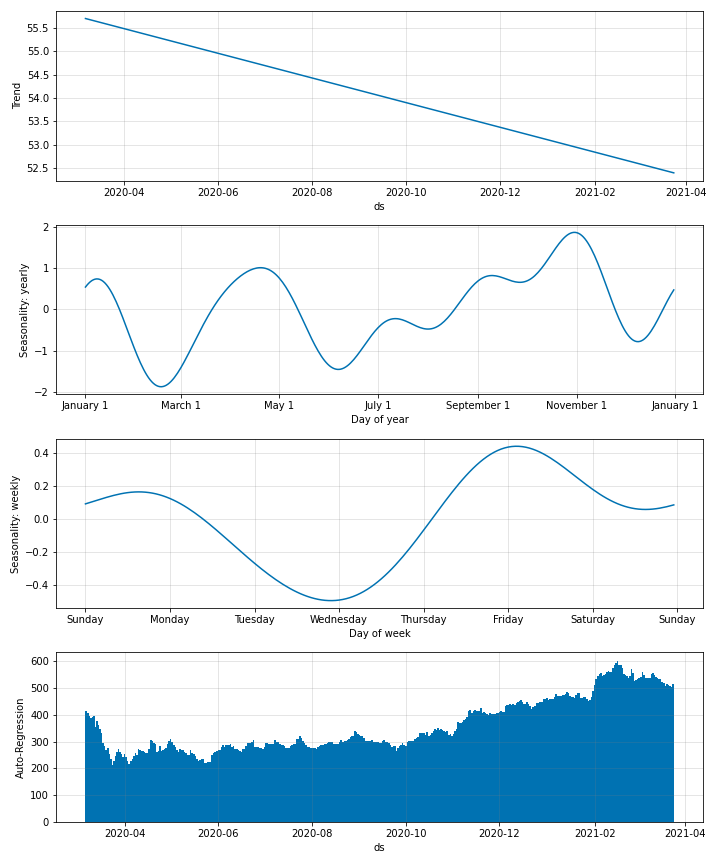 55.5
55.0
54.5
54.0
53.5
53.0
52.5
Trend
2020-04 2020-06 2020-08 2020-10 2020-12 2021-02 2021-04
ds
2
1
0
−1
−2
Seasonality: yearly
January 1 March 1 May 1 July 1 September 1 November 1 January 1
Day of year
0.4
0.2
0.0
−0.2
−0.4
Seasonality: weekly
Sunday Monday Tuesday Wednesday Thursday Friday Saturday Sunday
Day of week
600
500
400
300
200
100
0
Auto-Regression
2020-04 2020-06 2020-08 2020-10 2020-12 2021-02 2021-04
ds